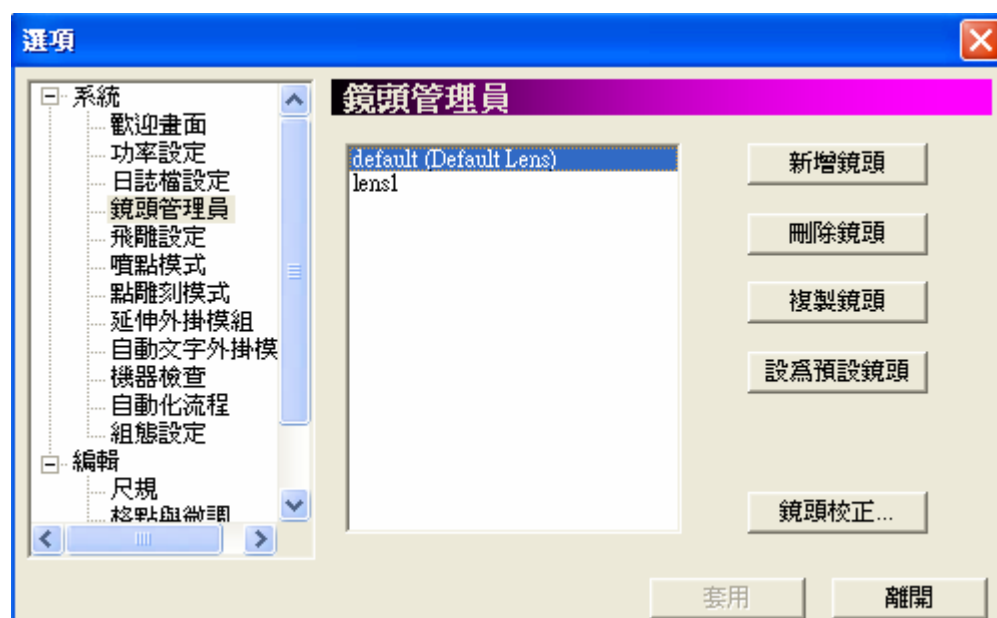 選項
系統
歡迎畫面
功率設定
日誌檔設定
鏡頭管理員
飛雕設定
噴點模式
點雕刻模式
延伸外掛模組
自動文字外掛模
機器檢查
自動化流程
組態設定
編輯
尺規
格點與微調
鏡頭管理員
default (Default Lens)
lens1
新增鏡頭
刪除鏡頭
複製鏡頭
設為預設鏡頭
鏡頭校正...
套用
離開